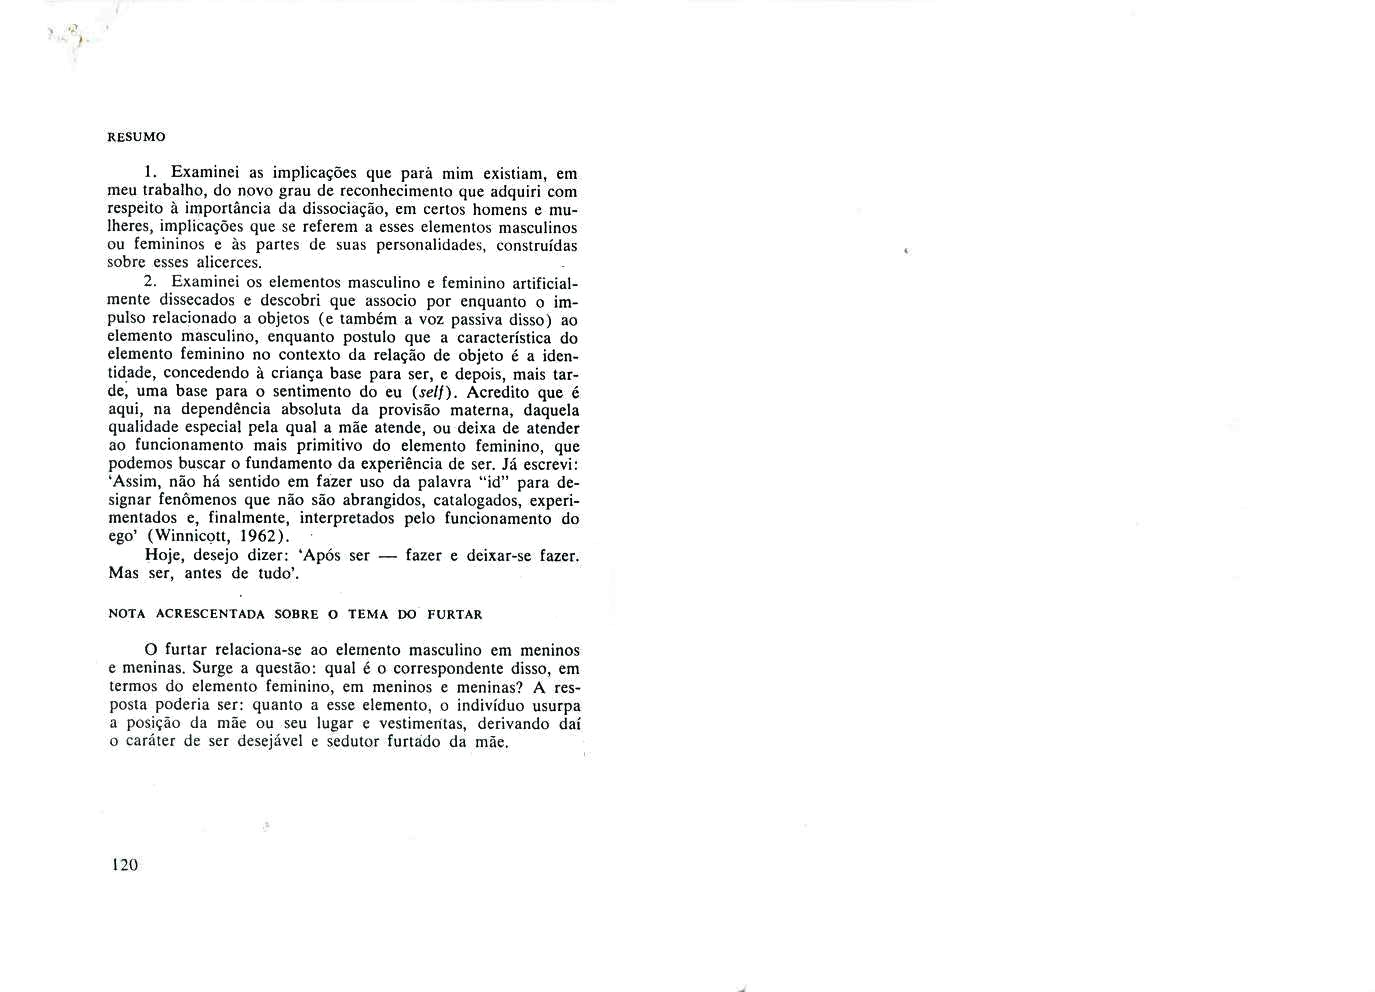 RESUMO
1. Examinei as implicações que pará mim existiam, em
meu trabalho, do novo grau de reconhecimento que adquiri com
respeito à importância da dissociação, em certos homens e mu-
lheres, implicações que se referem a esses elementos masculinos
ou femininos e às partes de suas personalidades, construídas
sobre esses alicerces.
2. Examinei os elementos masculino e feminino artificial-
mente dissecados e descobri que associo por enquanto o im-
pulso relacionado a objetos (e também a voz passiva disso) ao
elemento masculino, enquanto postulo que a característica do
elemento feminino no contexto da relação de objeto é a iden-
tidade, concedendo à criança base para ser, e depois, mais tar-
de, uma base para o sentimento do eu (self). Acredito que é
aqui, na dependência absoluta da provisão materna, daquela
qualidade especial pela qual a mãe atende, ou deixa de atender
ao funcionamento mais primitivo do elemento feminino, que
podemos buscar o fundamento da experiência de ser. Já escrevi:
‘Assim, não há sentido em fazer uso da palavra “id” para de-
signar fenômenos que não são abrangidos, catalogados, experi-
mentados e, finalmente, interpretados pelo funcionamento do
ego’ (Winnicott, 1962).
Hoje, desejo dizer: ‘Após ser — fazer e deixar-se fazer.
Mas ser, antes de tudo’.
NOTA ACRESCENTADA SOBRE O TEMA DO FURTAR
O furtar relaciona-se ao elemento masculino em meninos
e meninas. Surge a questão: qual é o correspondente disso, em
termos do elemento feminino, em meninos e meninas? A res-
posta poderia ser: quanto a esse elemento, o indivíduo usurpa
a posição da mãe ou seu lugar e vestimentas, derivando daí
o caráter de ser desejável e sedutor furtado da mãe.
120